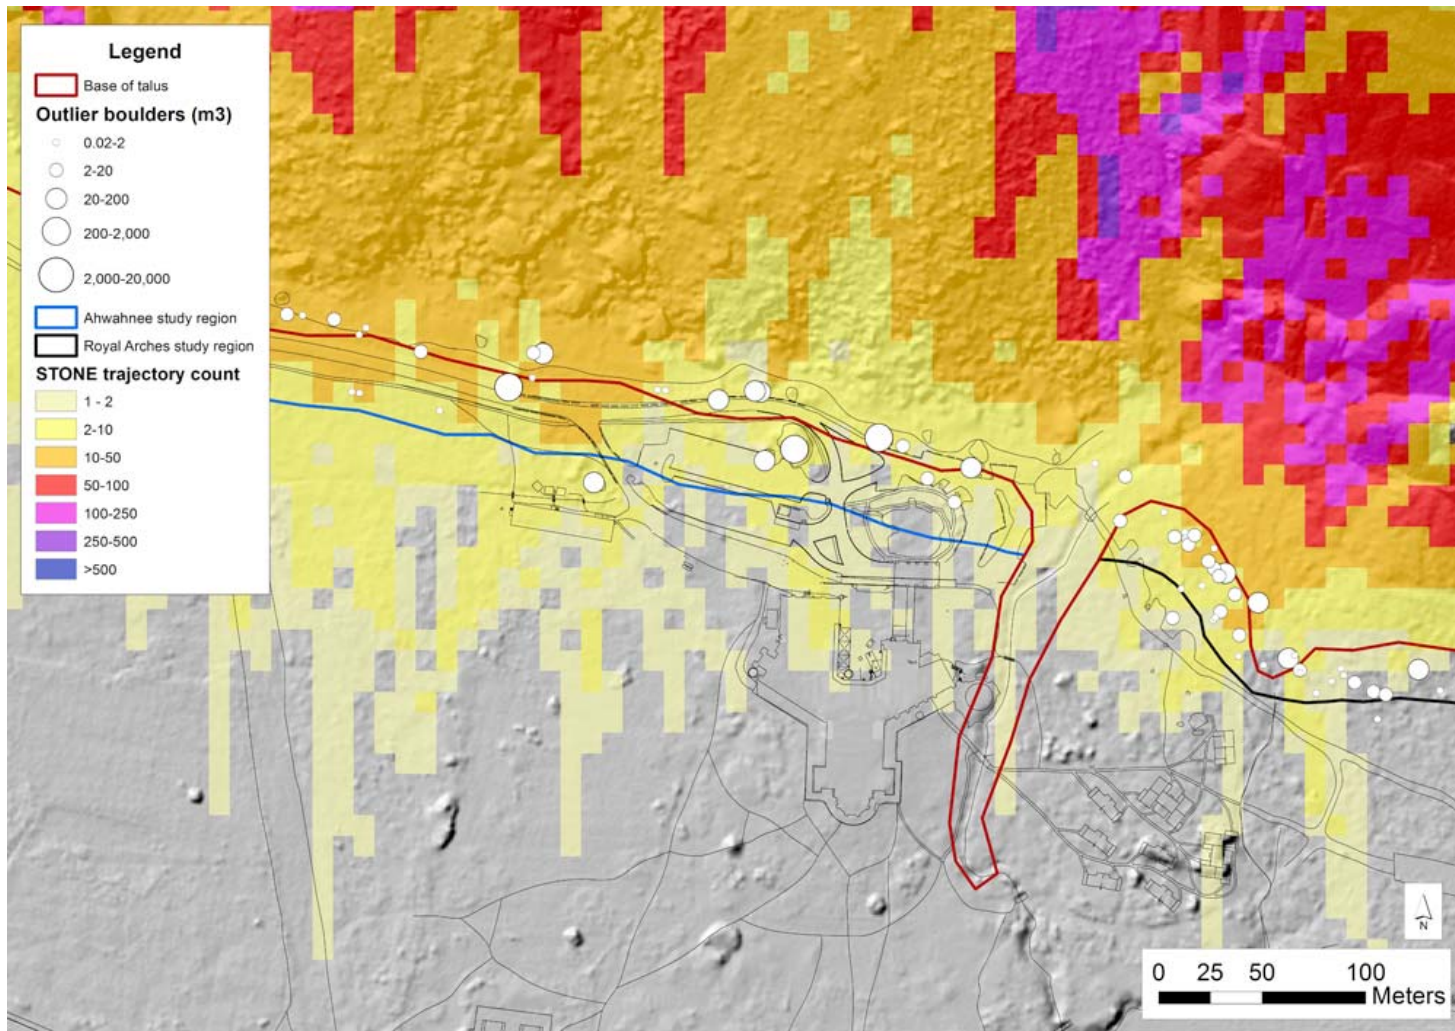 Legend
Base of talus
Outlier boulders (m3)
0.02-2
2-20
20-200
200-2,000
2,000-20,000
Ahwahnee study region
Royal Arches study region
STONE trajectory count
1 - 2
2-10
10-50
50-100
100-250
250-500
>500
N
0 25 50 100
Meters